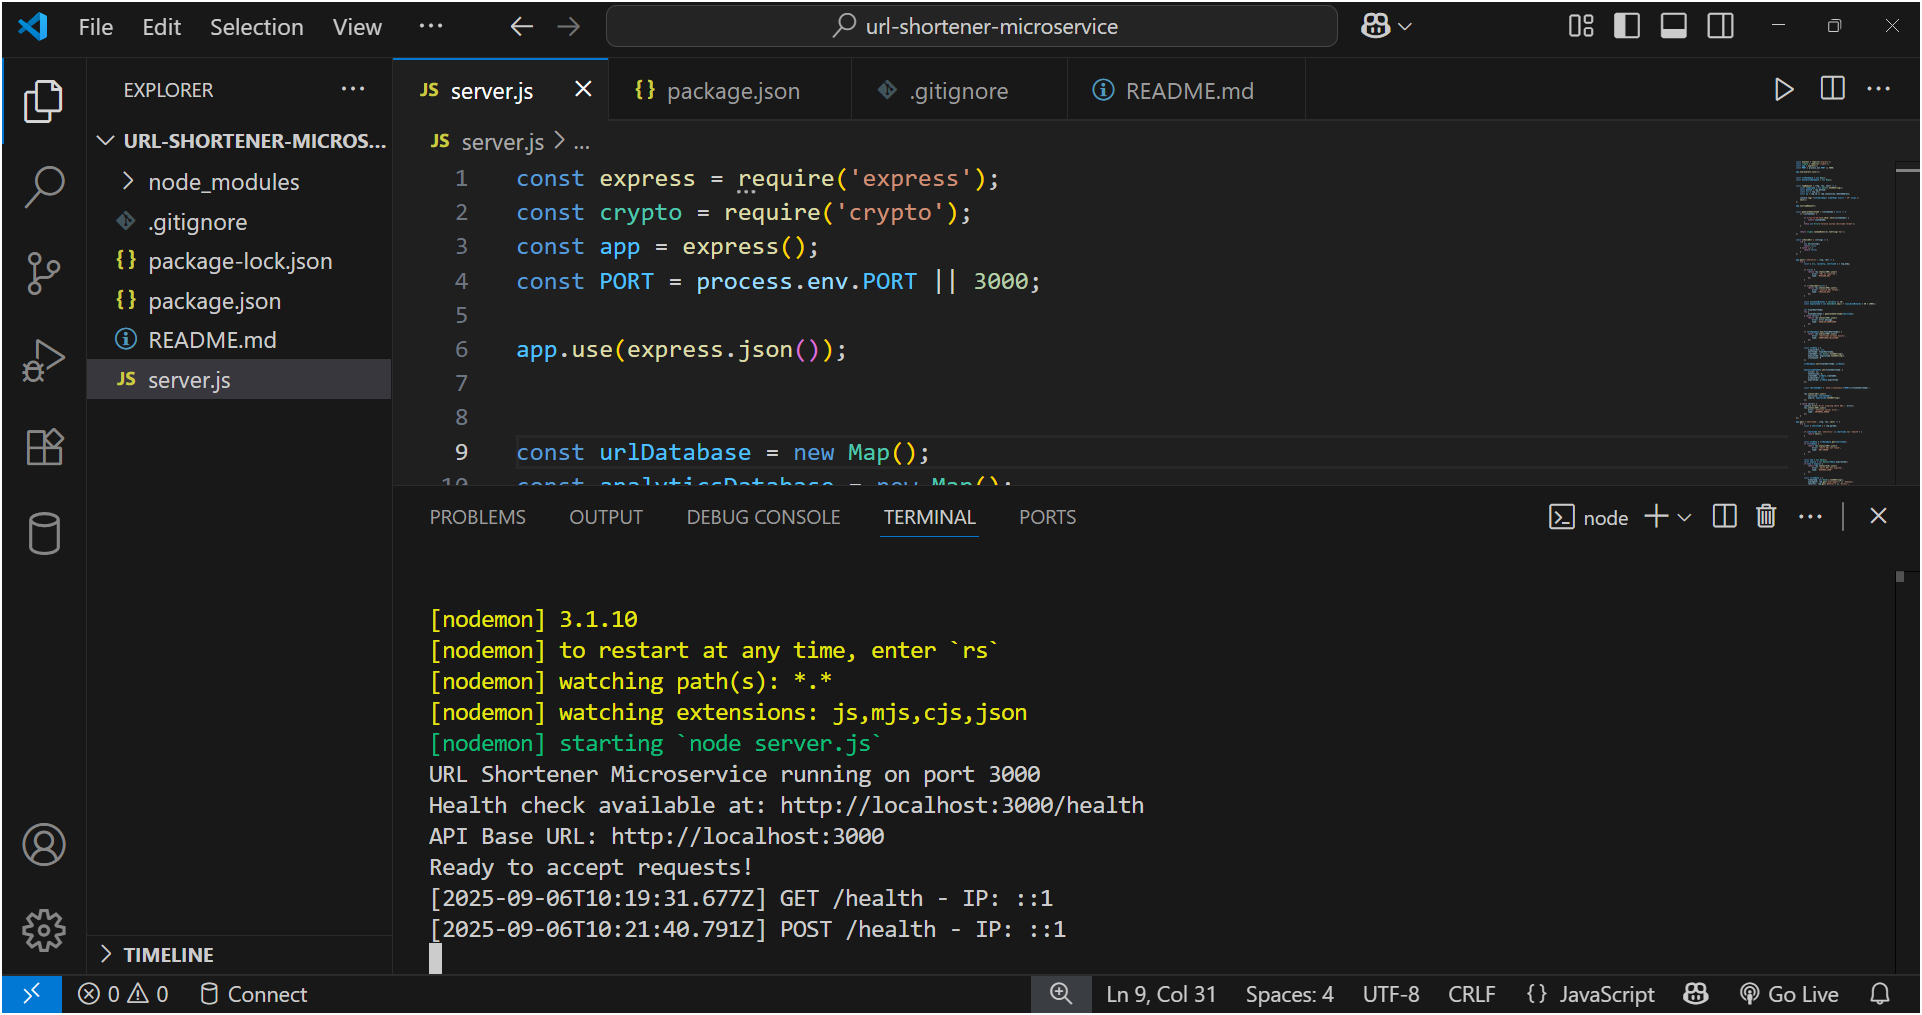 File Edit Selection View ···
url-shortener-microservice
EXPLORER ···
URL-SHORTENER-MICROS...
node_modules
.gitignore
{} package-lock.json
{} package.json
README.md
JS server.js
TIMELINE
JS server.js
{} package.json
.gitignore
README.md
JS server.js > ...
1 const express = require('express');
2 const crypto = require('crypto');
3 const app = express();
4 const PORT = process.env.PORT || 3000;
5
6 app.use(express.json());
7
8
9 const urlDatabase = new Map();
10 const analyticsDatabase = new Map();
PROBLEMS OUTPUT DEBUG CONSOLE TERMINAL PORTS
node
[nodemon] 3.1.10
[nodemon] to restart at any time, enter `rs`
[nodemon] watching path(s): *.*
[nodemon] watching extensions: js,mjs,cjs,json
[nodemon] starting `node server.js`
URL Shortener Microservice running on port 3000
Health check available at: http://localhost:3000/health
API Base URL: http://localhost:3000
Ready to accept requests!
[2025-09-06T10:19:31.677Z] GET /health - IP: ::1
[2025-09-06T10:21:40.791Z] POST /health - IP: ::1
0 0 Connect Ln 9, Col 31 Spaces: 4 UTF-8 CRLF {} JavaScript Go Live